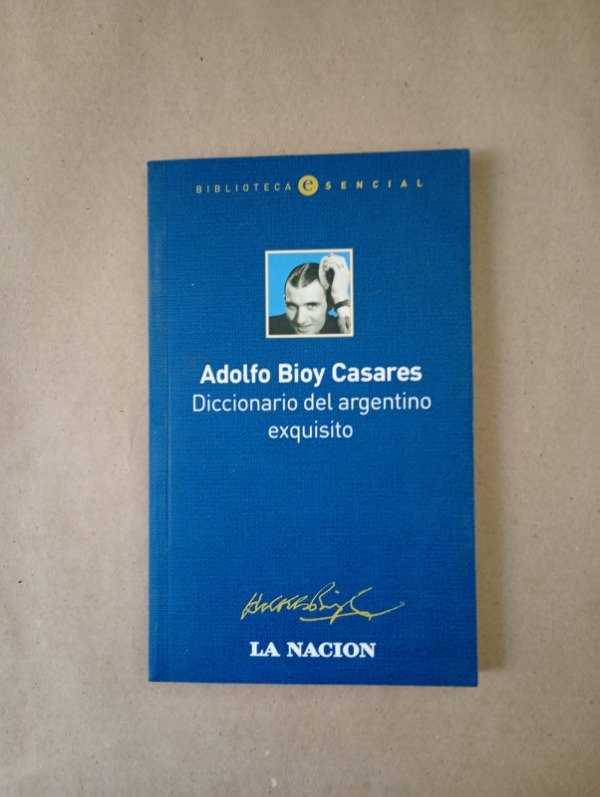 BIBLIOTECA eSENCIAL
Adolfo Bioy Casares
Diccionario del argentino
exquisito
LA NACION